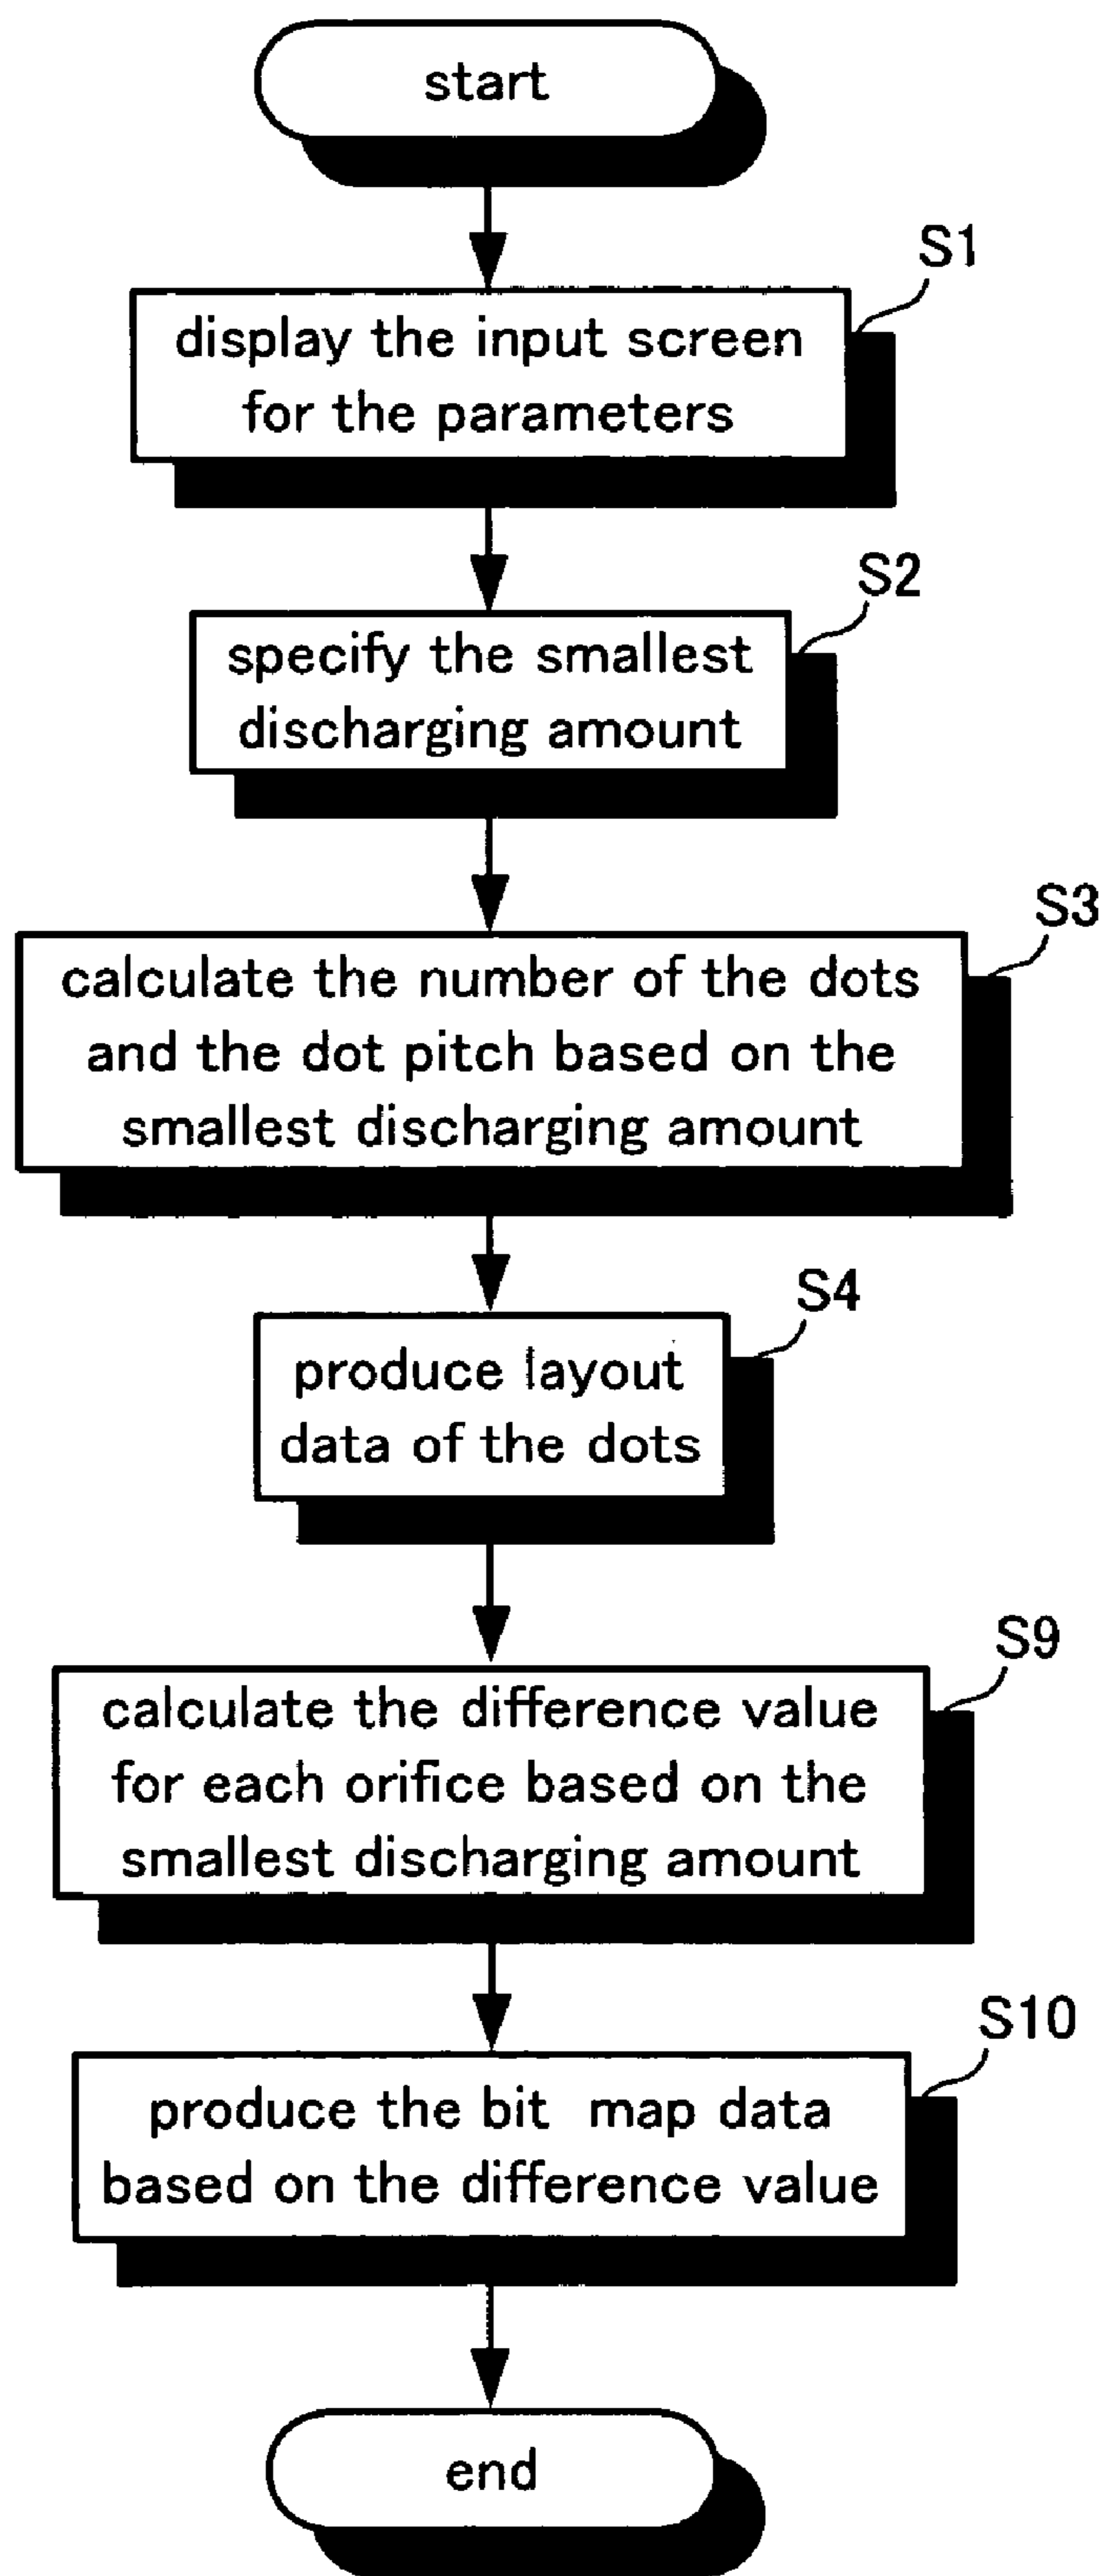 start
S1
display the input screen
for the parameters
S2
specify the smallest
discharging amount
S3
calculate the number of the dots
and the dot pitch based on the
smallest discharging amount
S4
produce layout
data of the dots
S9
calculate the difference value
for each orifice based on the
smallest discharging amount
S10
produce the bit map data
based on the difference value
end